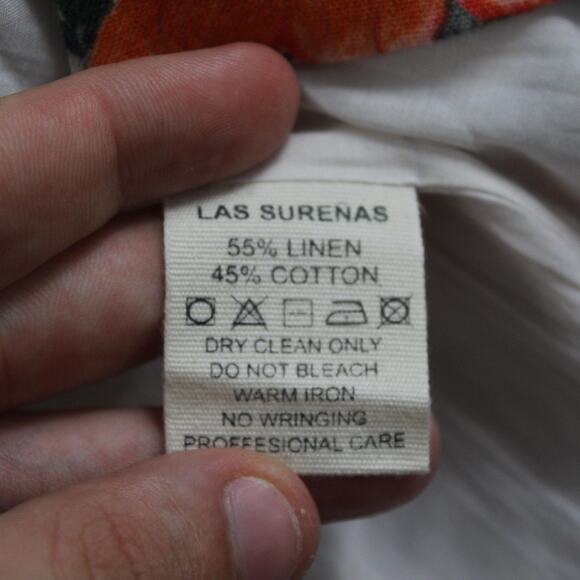 LAS SUREÑAS
55% LINEN
45% COTTON
DRY CLEAN ONLY
DO NOT BLEACH
WARM IRON
NO WRINGING
PROFFESIONAL CARE